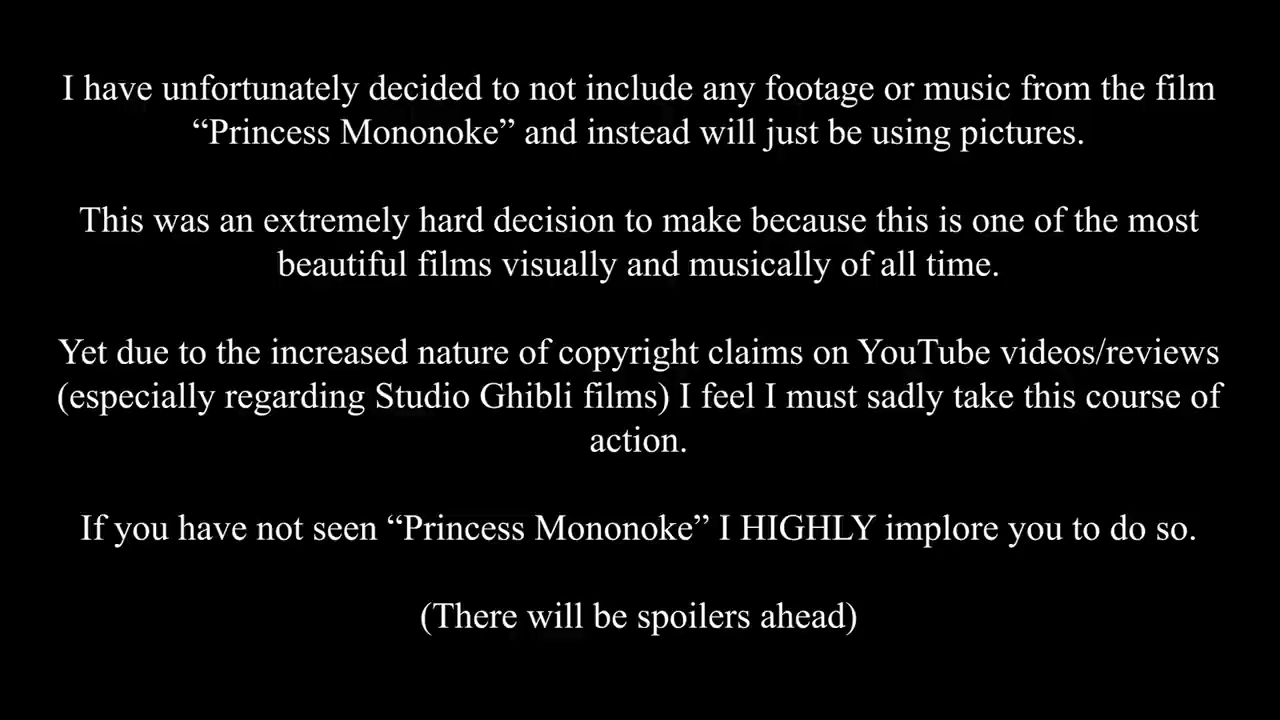 I have unfortunately decided to not include any footage or music from the film
“Princess Mononoke” and instead will just be using pictures.
This was an extremely hard decision to make because this is one of the most
beautiful films visually and musically of all time.
Yet due to the increased nature of copyright claims on YouTube videos/reviews
(especially regarding Studio Ghibli films) I feel I must sadly take this course of
action.
If you have not seen “Princess Mononoke” I HIGHLY implore you to do so.
(There will be spoilers ahead)